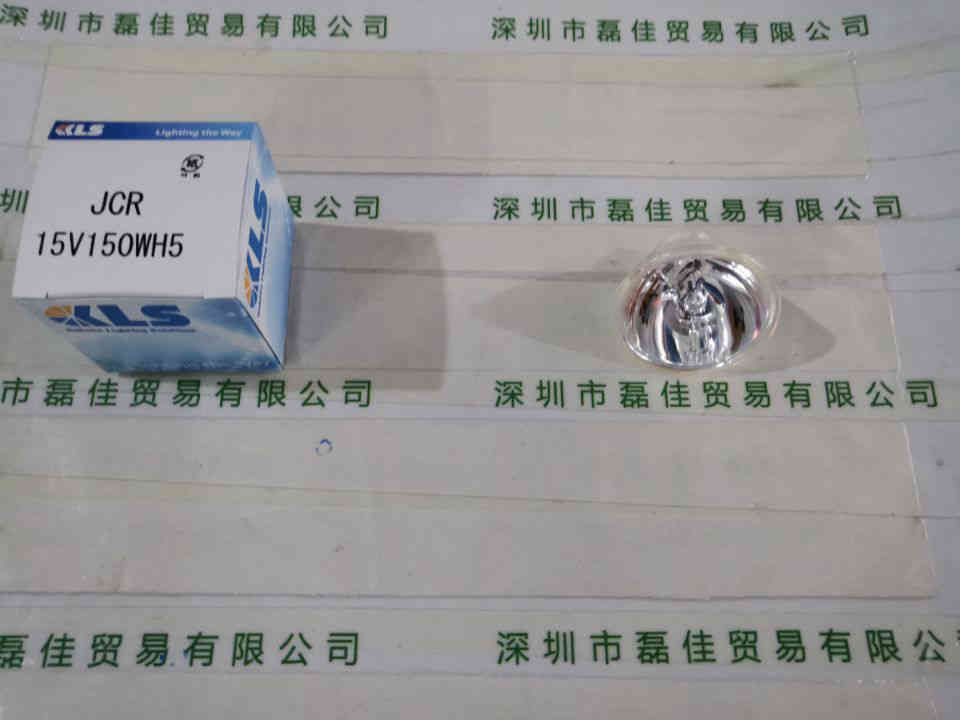 深圳市磊佳贸易有限公司
深圳市磊佳贸易有限公司
KLS
Lighting the Way
JCR
15V150WH5
KLS
KLS
圳
限公司
深圳市磊佳贸易有限公司
市磊佳贸易有限公司
深圳市磊佳贸易有限公司
磊佳贸易有限公司
深圳市磊佳贸易有限公